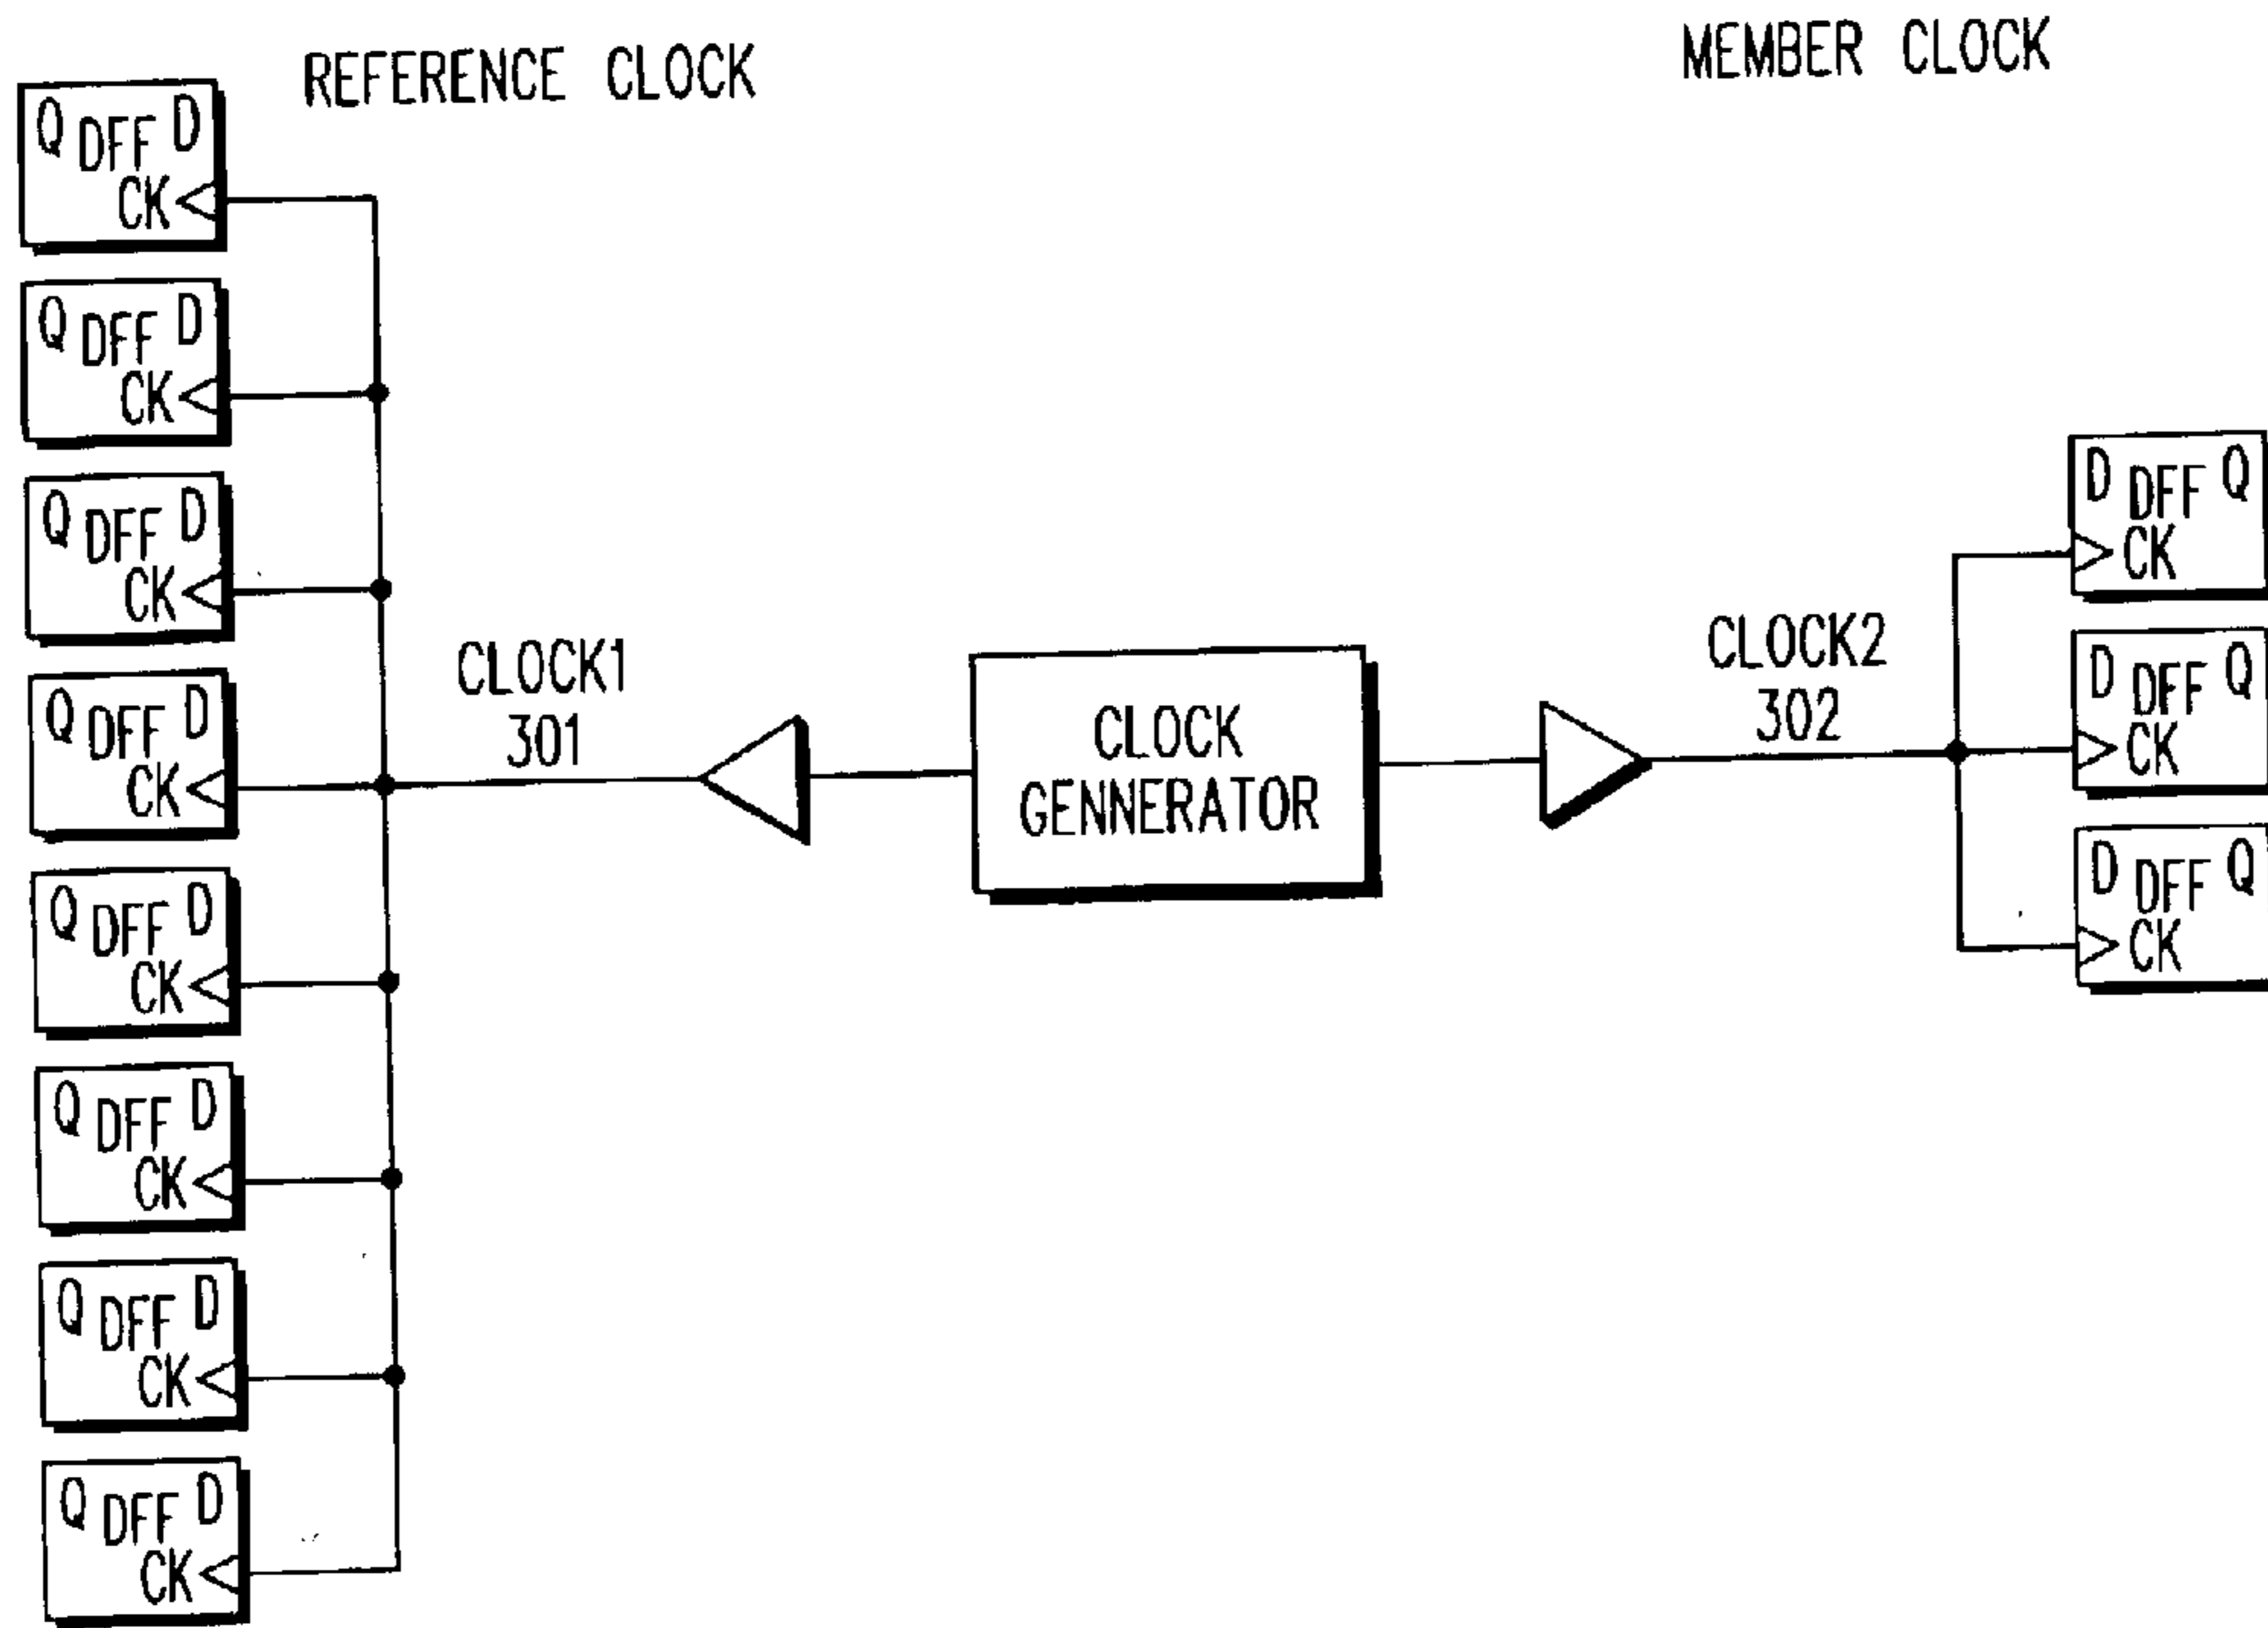 REFERENCE CLOCK
MEMBER CLOCK
Q DFF D
CK
Q DFF D
CK
Q DFF D
CK
Q DFF D
CK
Q DFF D
CK
Q DFF D
CK
Q DFF D
CK
Q DFF D
CK
CLOCK1
301
CLOCK
GENNERATOR
CLOCK2
302
D DFF Q
CK
D DFF Q
CK
D DFF Q
CK